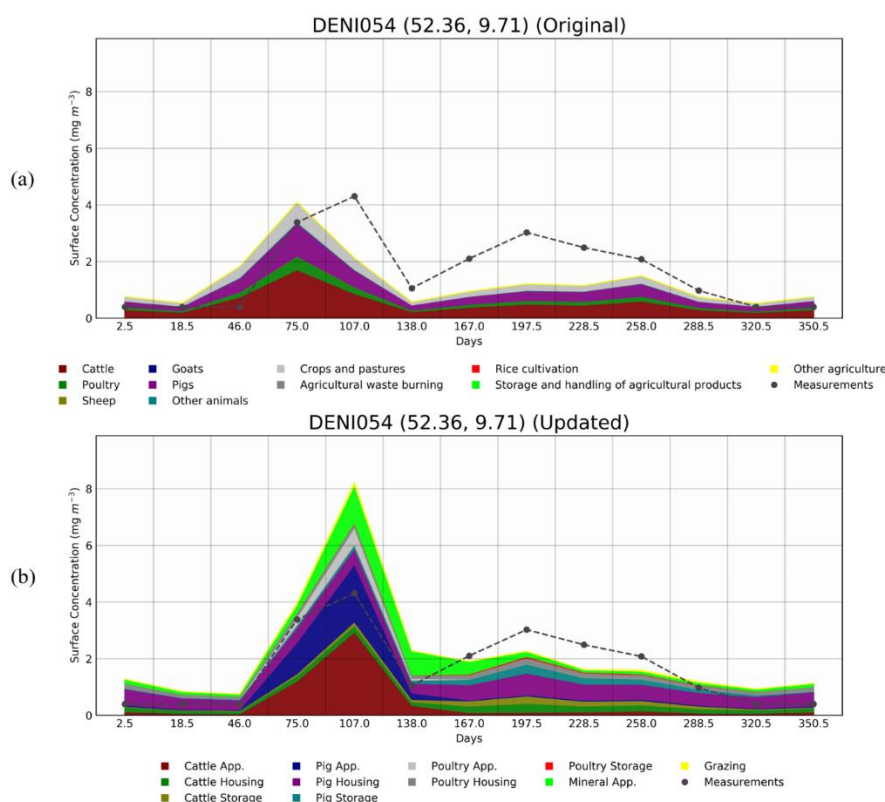 DENI054 (52.36, 9.71) (Original)
(a)
Surface Concentration (mg m⁻³)
8
6
4
2
0
2.5 18.5 46.0 75.0 107.0 138.0 167.0 197.5 228.5 258.0 288.5 320.5 350.5
Days
Cattle Goats Crops and pastures Rice cultivation Other agriculture
Poultry Pigs Agricultural waste burning Storage and handling of agricultural products Measurements
Sheep Other animals
DENI054 (52.36, 9.71) (Updated)
(b)
Surface Concentration (mg m⁻³)
8
6
4
2
0
2.5 18.5 46.0 75.0 107.0 138.0 167.0 197.5 228.5 258.0 288.5 320.5 350.5
Days
Cattle App. Pig App. Poultry App. Poultry Storage Grazing
Cattle Housing Pig Housing Poultry Housing Mineral App. Measurements
Cattle Storage Pig Storage